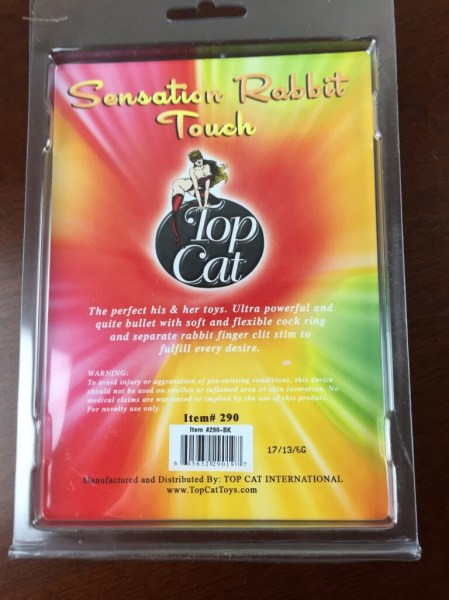 Sensation Rabbit
Touch
Top
Cat
The perfect his & her toys. Ultra powerful and
quite bullet with soft and flexible cock ring
and separate rabbit finger clit stim to
fulfill every desire.
WARNING:
To avoid injury or aggravation of pre-existing conditions, this device
should not be used on swollen or inflamed area or skin laceration. No
medical claims are warranted or implied by the use of this product.
For novelty use only.
Item# 290
Item #290-BK
17/13/
Manufactured and Distributed By: TOP CAT INTERNATIONAL
www.TopCatToys.com